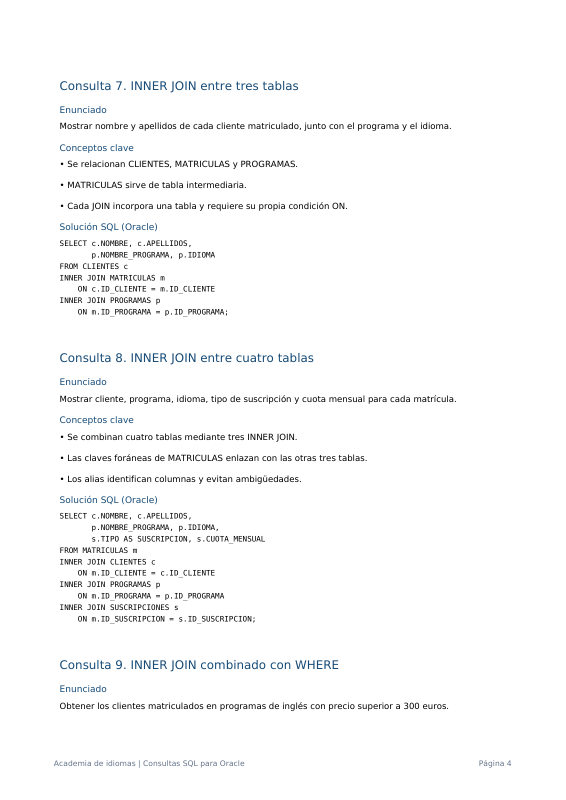 Consulta 7. INNER JOIN entre tres tablas
Enunciado
Mostrar nombre y apellidos de cada cliente matriculado, junto con el programa y el idioma.
Conceptos clave
• Se relacionan CLIENTES, MATRICULAS y PROGRAMAS.
• MATRICULAS sirve de tabla intermediaria.
• Cada JOIN incorpora una tabla y requiere su propia condición ON.
Solución SQL (Oracle)
SELECT c.NOMBRE, c.APELLIDOS,
       p.NOMBRE_PROGRAMA, p.IDIOMA
FROM CLIENTES c
INNER JOIN MATRICULAS m
    ON c.ID_CLIENTE = m.ID_CLIENTE
INNER JOIN PROGRAMAS p
    ON m.ID_PROGRAMA = p.ID_PROGRAMA;
Consulta 8. INNER JOIN entre cuatro tablas
Enunciado
Mostrar cliente, programa, idioma, tipo de suscripción y cuota mensual para cada matrícula.
Conceptos clave
• Se combinan cuatro tablas mediante tres INNER JOIN.
• Las claves foráneas de MATRICULAS enlazan con las otras tres tablas.
• Los alias identifican columnas y evitan ambigüedades.
Solución SQL (Oracle)
SELECT c.NOMBRE, c.APELLIDOS,
       p.NOMBRE_PROGRAMA, p.IDIOMA,
       s.TIPO AS SUSCRIPCION, s.CUOTA_MENSUAL
FROM MATRICULAS m
INNER JOIN CLIENTES c
    ON m.ID_CLIENTE = c.ID_CLIENTE
INNER JOIN PROGRAMAS p
    ON m.ID_PROGRAMA = p.ID_PROGRAMA
INNER JOIN SUSCRIPCIONES s
    ON m.ID_SUSCRIPCION = s.ID_SUSCRIPCION;
Consulta 9. INNER JOIN combinado con WHERE
Enunciado
Obtener los clientes matriculados en programas de inglés con precio superior a 300 euros.
Academia de idiomas | Consultas SQL para Oracle
Página 4